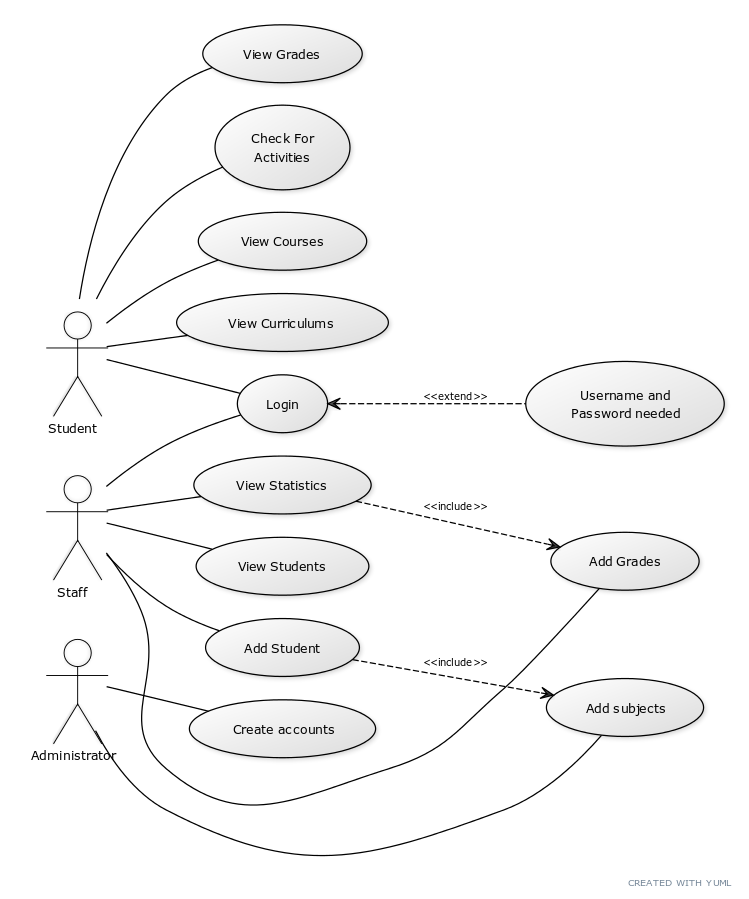 View Grades
Check For
Activities
View Courses
View Curriculums
Student
Login
<<extend>>
Username and
Password needed
View Statistics
<<include>>
Add Grades
View Students
Staff
Add Student
<<include>>
Add subjects
Create accounts
Administrator
CREATED WITH YUML